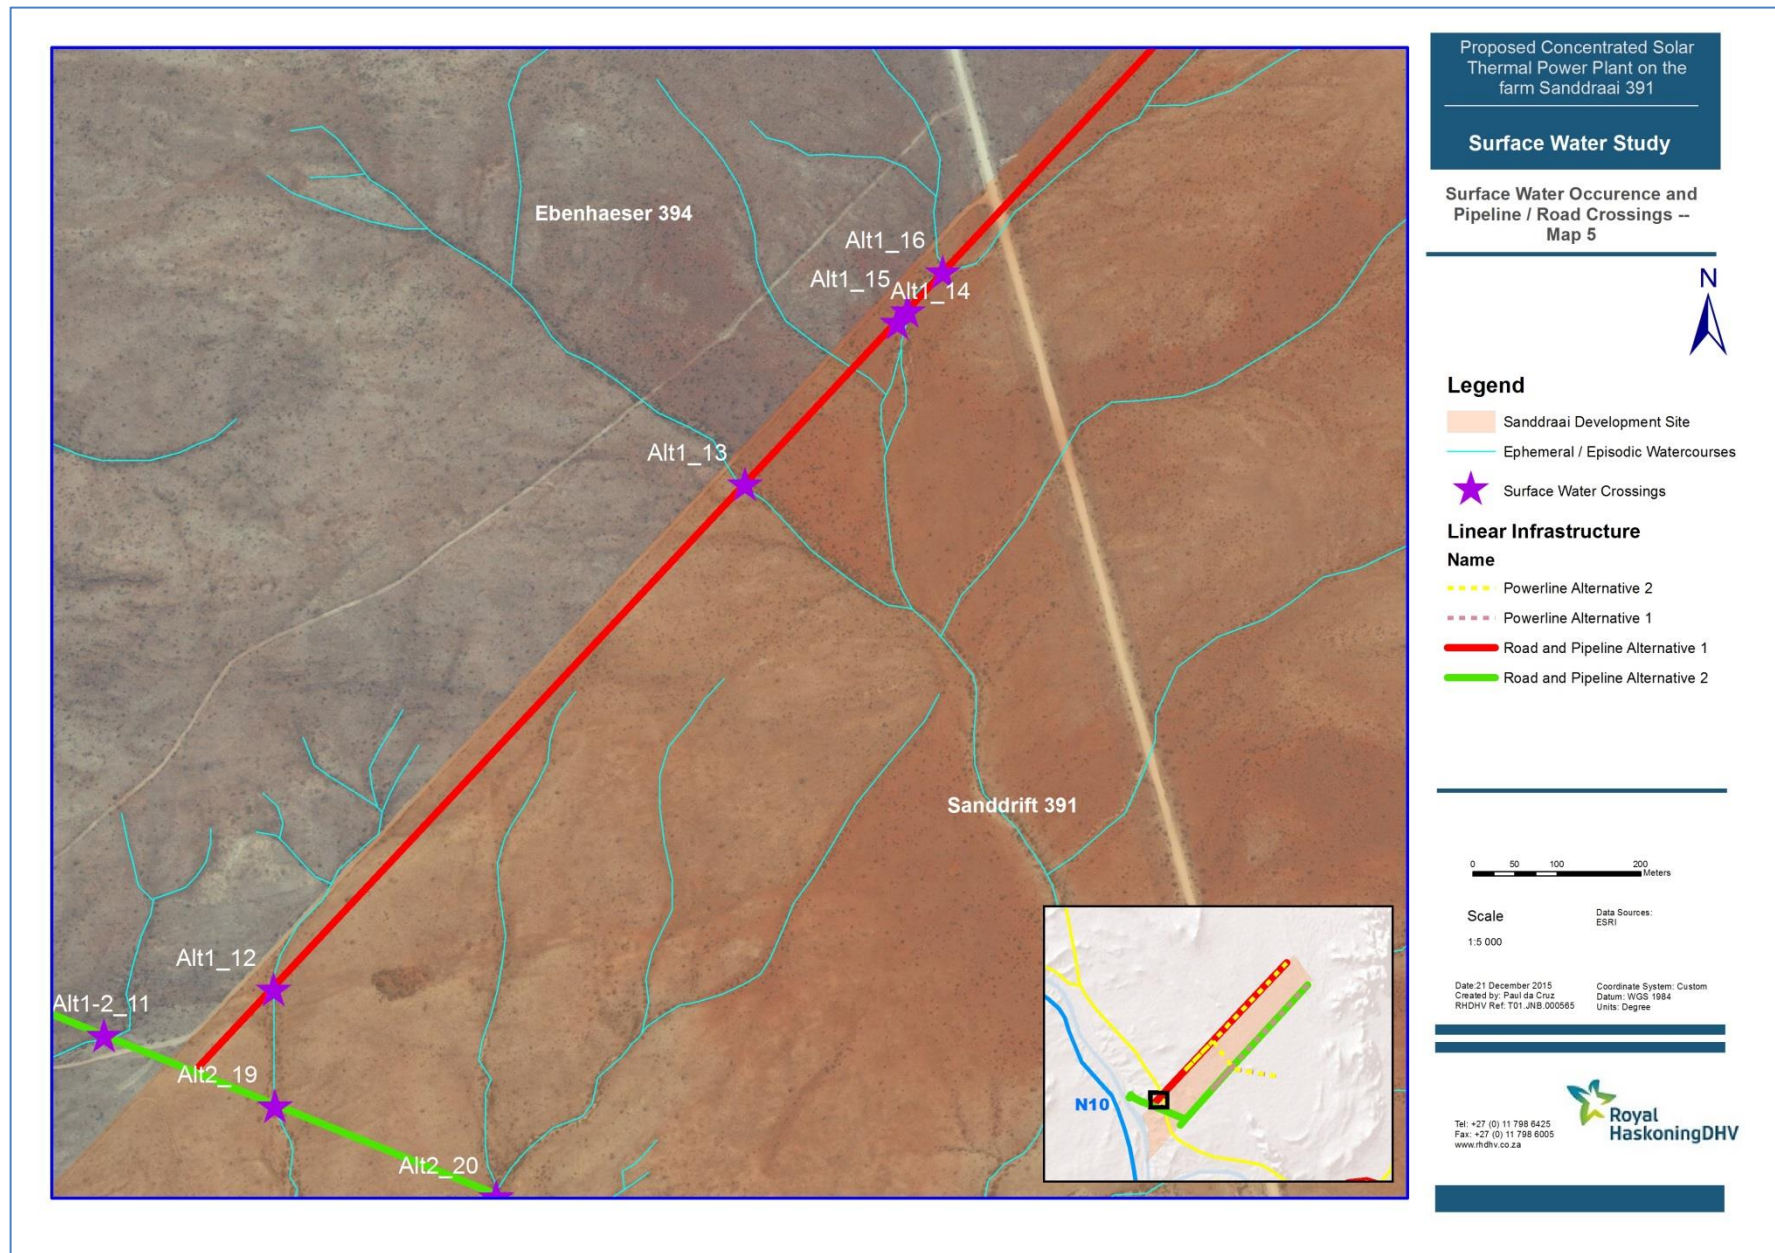 Proposed Concentrated Solar
Thermal Power Plant on the
farm Sanddraai 391
Surface Water Study
Surface Water Occurence and
Pipeline / Road Crossings --
Map 5
N
Legend
Sanddraai Development Site
Ephemeral / Episodic Watercourses
Surface Water Crossings
Linear Infrastructure
Name
Powerline Alternative 2
Powerline Alternative 1
Road and Pipeline Alternative 1
Road and Pipeline Alternative 2
0 50 100 200
Meters
Scale
1:5 000
Data Sources:
ESRI
Date:21 December 2015
Created by: Paul da Cruz
RHDHV Ref: T01.JNB.000565
Coordinate System: Custom
Datum: WGS 1984
Units: Degree
Tel: +27 (0) 11 798 6425
Fax: +27 (0) 11 798 6005
www.rhdhv.co.za
Royal
HaskoningDHV
Ebenhaeser 394
Alt1_16
Alt1_15
Alt1_14
Alt1_13
Sanddrift 391
Alt1_12
Alt1-2_11
Alt2_19
Alt2_20
N10